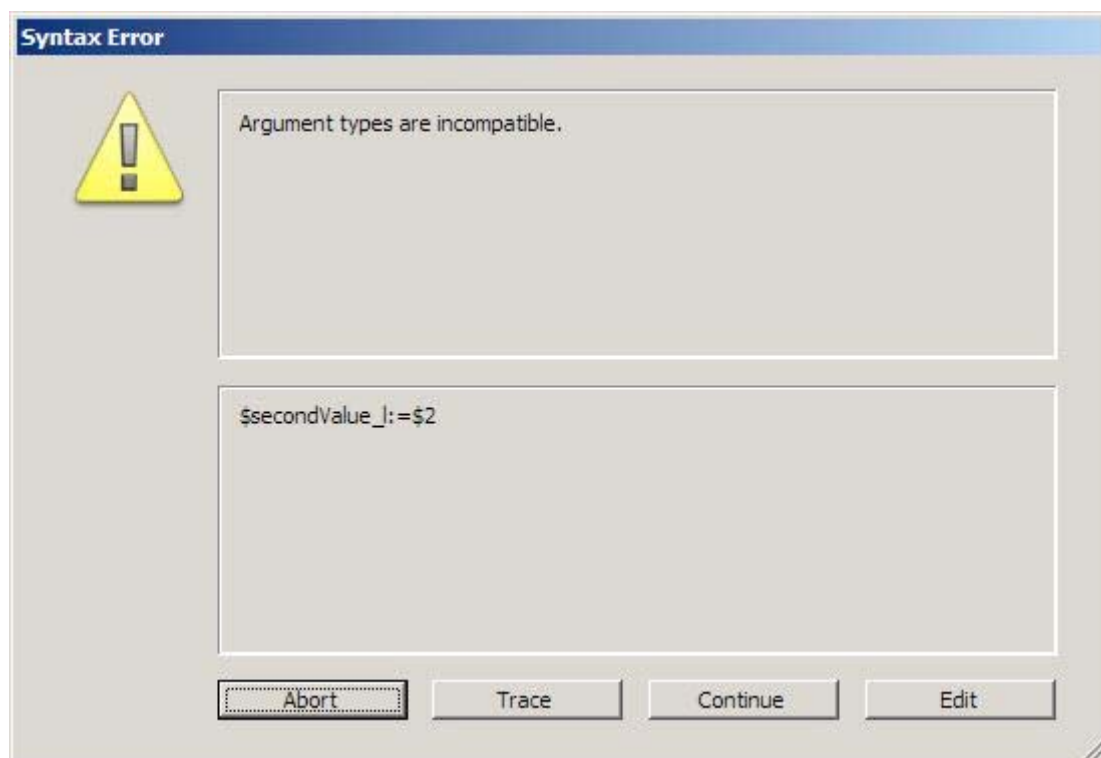 Syntax Error
Argument types are incompatible.
$secondValue_l:=$2
Abort
Trace
Continue
Edit